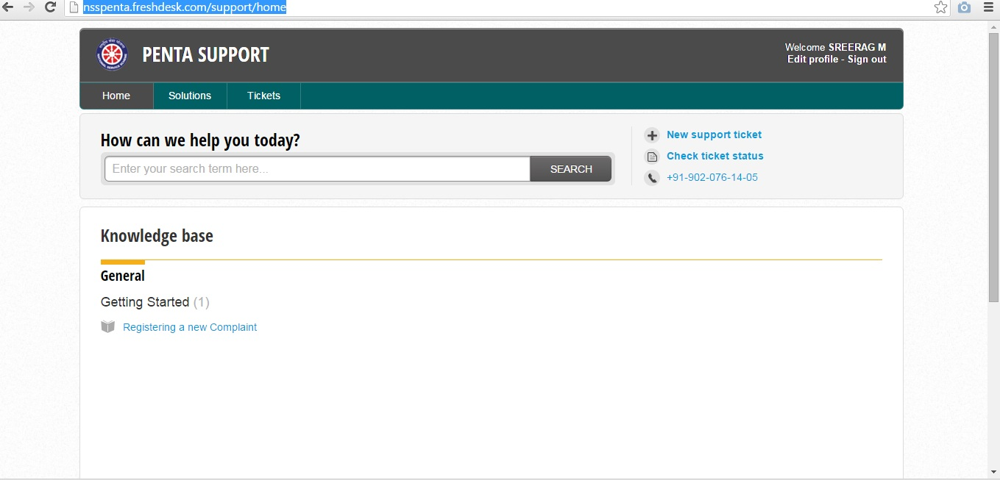 nsspenta.freshdesk.com/support/home
PENTA SUPPORT
Welcome SREERAG M
Edit profile - Sign out
Home
Solutions
Tickets
How can we help you today?
Enter your search term here...
SEARCH
New support ticket
Check ticket status
+91-902-076-14-05
Knowledge base
General
Getting Started (1)
Registering a new Complaint